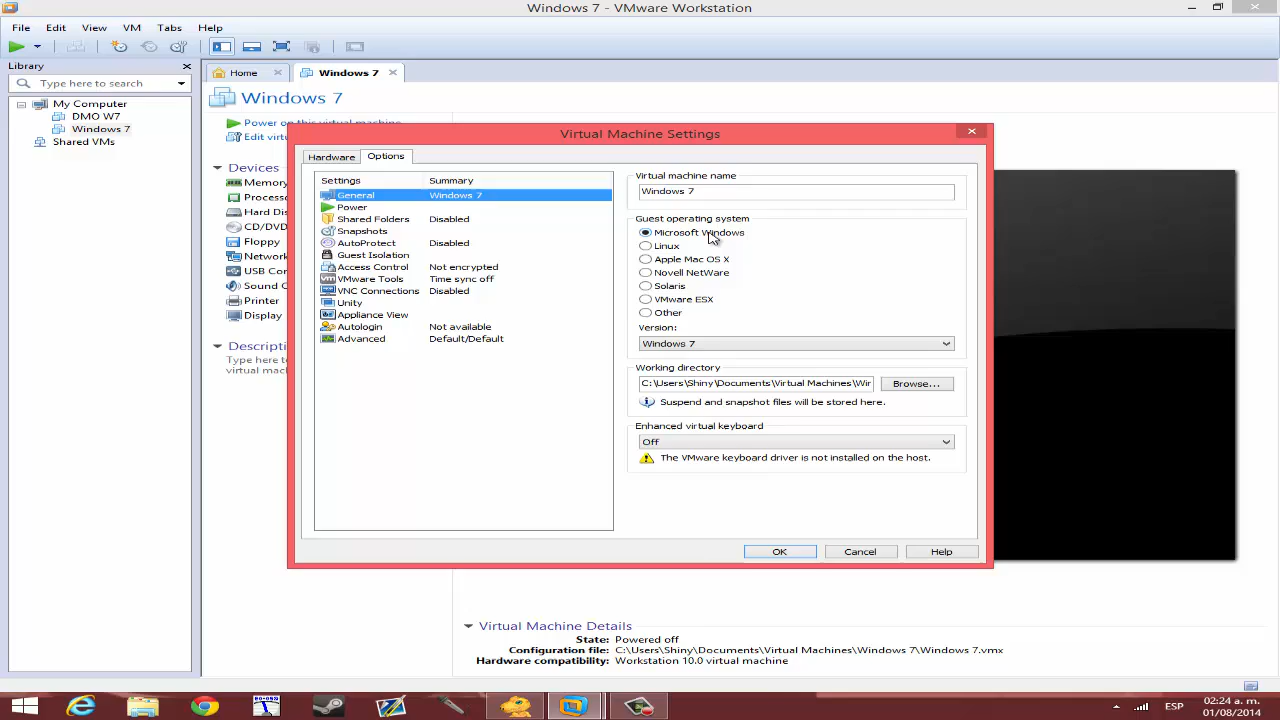 Windows 7 - VMware Workstation
File Edit View VM Tabs Help
Library
Type here to search
My Computer
DMO W7
Windows 7
Shared VMs
Home
Windows 7
Windows 7
Power on this virtual machine
Edit virtu
Devices
Memory
Processo
Hard Dis
CD/DVD
Floppy
Network
USB Con
Sound C
Printer
Display
Descripti
Type here to
virtual mach
Virtual Machine Settings
Hardware Options
Settings Summary
General Windows 7
Power
Shared Folders Disabled
Snapshots
AutoProtect Disabled
Guest Isolation
Access Control Not encrypted
VMware Tools Time sync off
VNC Connections Disabled
Unity
Appliance View
Autologin Not available
Advanced Default/Default
Virtual machine name
Windows 7
Guest operating system
Microsoft Windows
Linux
Apple Mac OS X
Novell NetWare
Solaris
VMware ESX
Other
Version:
Windows 7
Working directory
C:\Users\Shiny\Documents\Virtual Machines\Wir
Browse...
Suspend and snapshot files will be stored here.
Enhanced virtual keyboard
Off
The VMware keyboard driver is not installed on the host.
OK Cancel Help
Virtual Machine Details
State: Powered off
Configuration file: C:\Users\Shiny\Documents\Virtual Machines\Windows 7\Windows 7.vmx
Hardware compatibility: Workstation 10.0 virtual machine
ESP
02:24 a. m.
01/08/2014